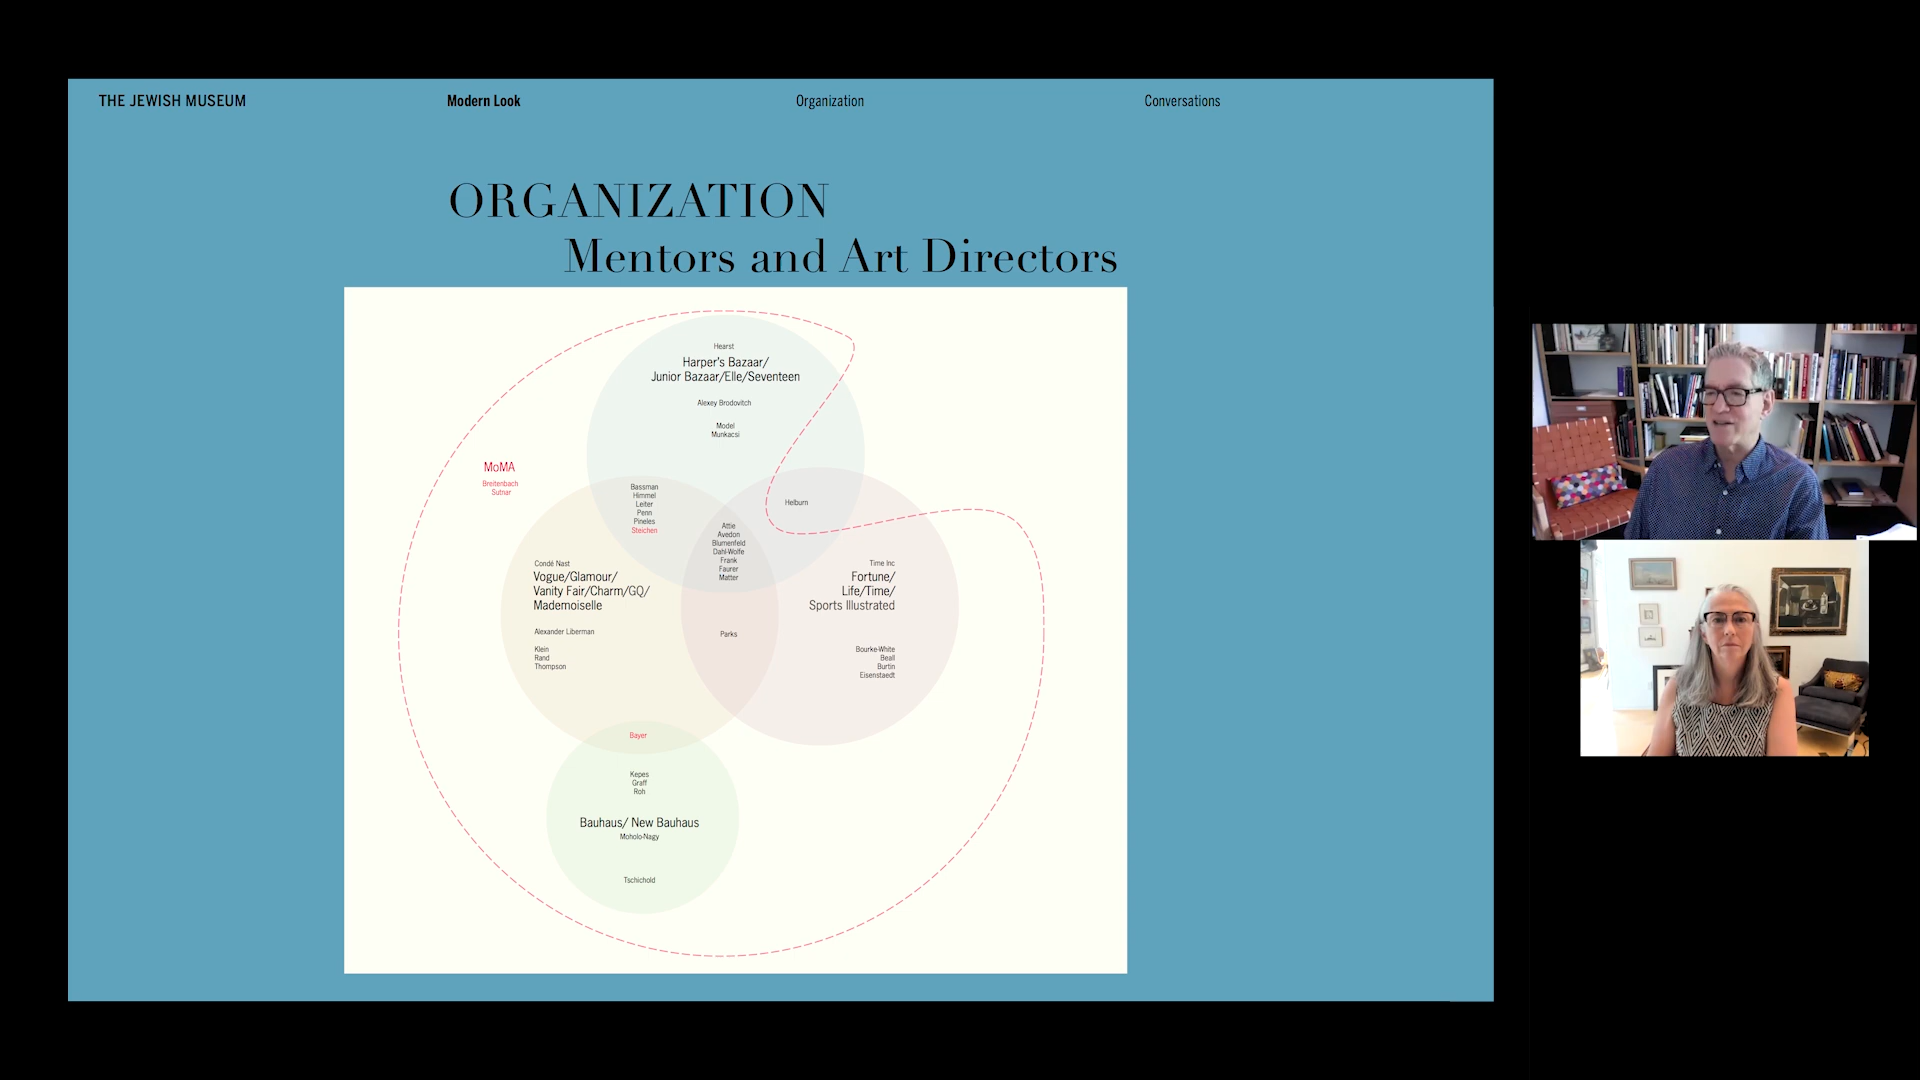 THE JEWISH MUSEUM
Modern Look
Organization
Conversations
ORGANIZATION
Mentors and Art Directors
Hearst
Harper's Bazaar/
Junior Bazaar/Elle/Seventeen
Alexey Brodovitch
Model
Munkacsi
MoMA
Breitenbach
Sutnar
Bassman
Himmel
Leiter
Penn
Pineles
Steichen
Helburn
Attie
Avedon
Blumenfeld
Dahl-Wolfe
Frank
Faurer
Matter
Condé Nast
Vogue/Glamour/
Vanity Fair/Charm/GQ/
Mademoiselle
Alexander Liberman
Klein
Rand
Thompson
Time Inc
Fortune/
Life/Time/
Sports Illustrated
Parks
Bourke-White
Beall
Burtin
Eisenstaedt
Bayer
Kepes
Graff
Roh
Bauhaus/ New Bauhaus
Moholo-Nagy
Tschichold